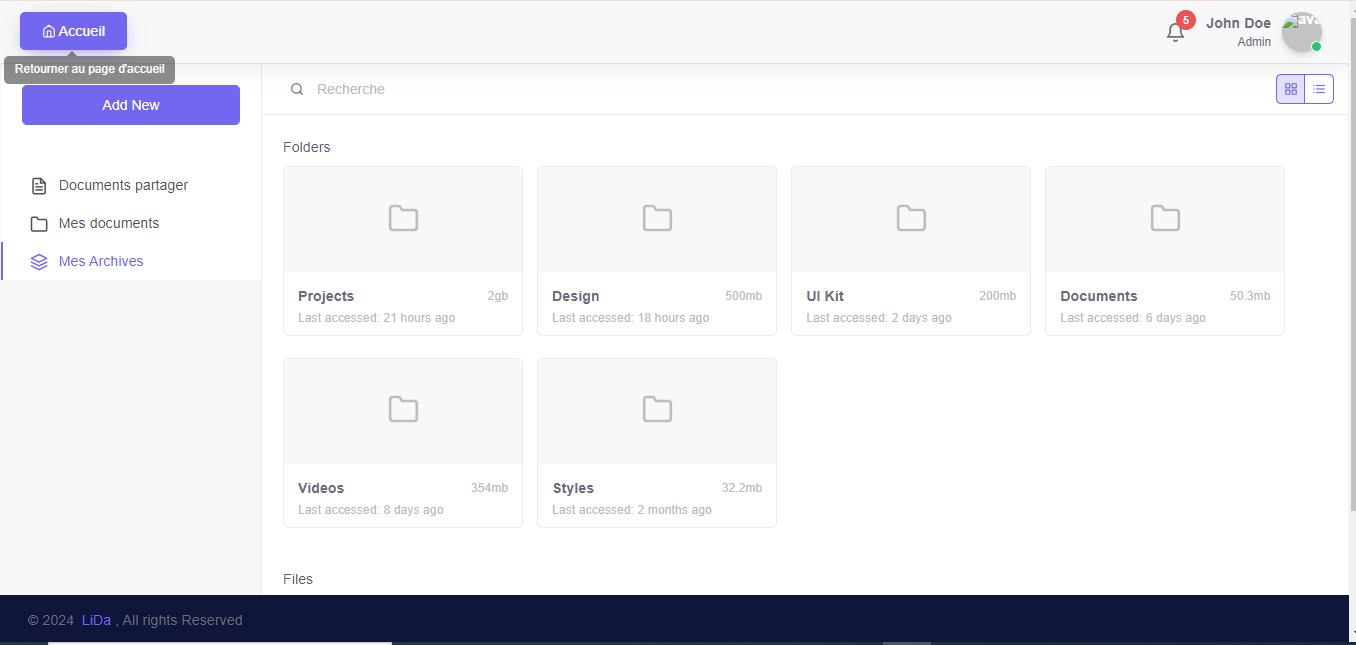 Accueil
5
John Doe
Admin
Retourner au page d'accueil
Add New
Recherche
Documents partager
Mes documents
Mes Archives
Folders
Projects 2gb
Last accessed: 21 hours ago
Design 500mb
Last accessed: 18 hours ago
UI Kit 200mb
Last accessed: 2 days ago
Documents 50.3mb
Last accessed: 6 days ago
Videos 354mb
Last accessed: 8 days ago
Styles 32.2mb
Last accessed: 2 months ago
Files
© 2024 LiDa , All rights Reserved